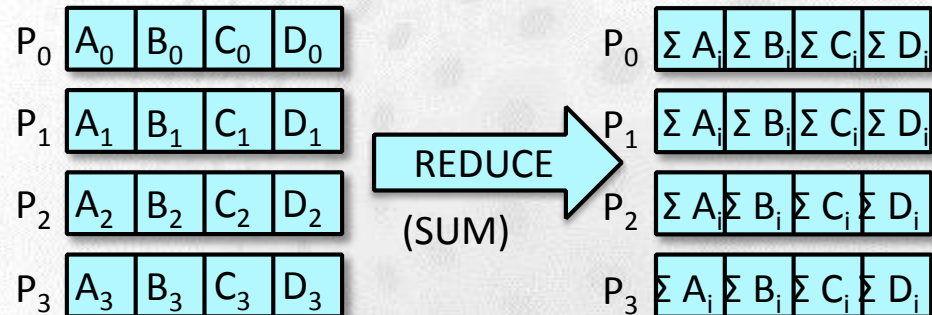 P₀ A₀ B₀ C₀ D₀ P₀ Σ Aᵢ Σ Bᵢ Σ Cᵢ Σ Dᵢ
P₁ A₁ B₁ C₁ D₁ P₁ Σ Aᵢ Σ Bᵢ Σ Cᵢ Σ Dᵢ
REDUCE
P₂ A₂ B₂ C₂ D₂ P₂ Σ Aᵢ Σ Bᵢ Σ Cᵢ Σ Dᵢ
(SUM)
P₃ A₃ B₃ C₃ D₃ P₃ Σ Aᵢ Σ Bᵢ Σ Cᵢ Σ Dᵢ